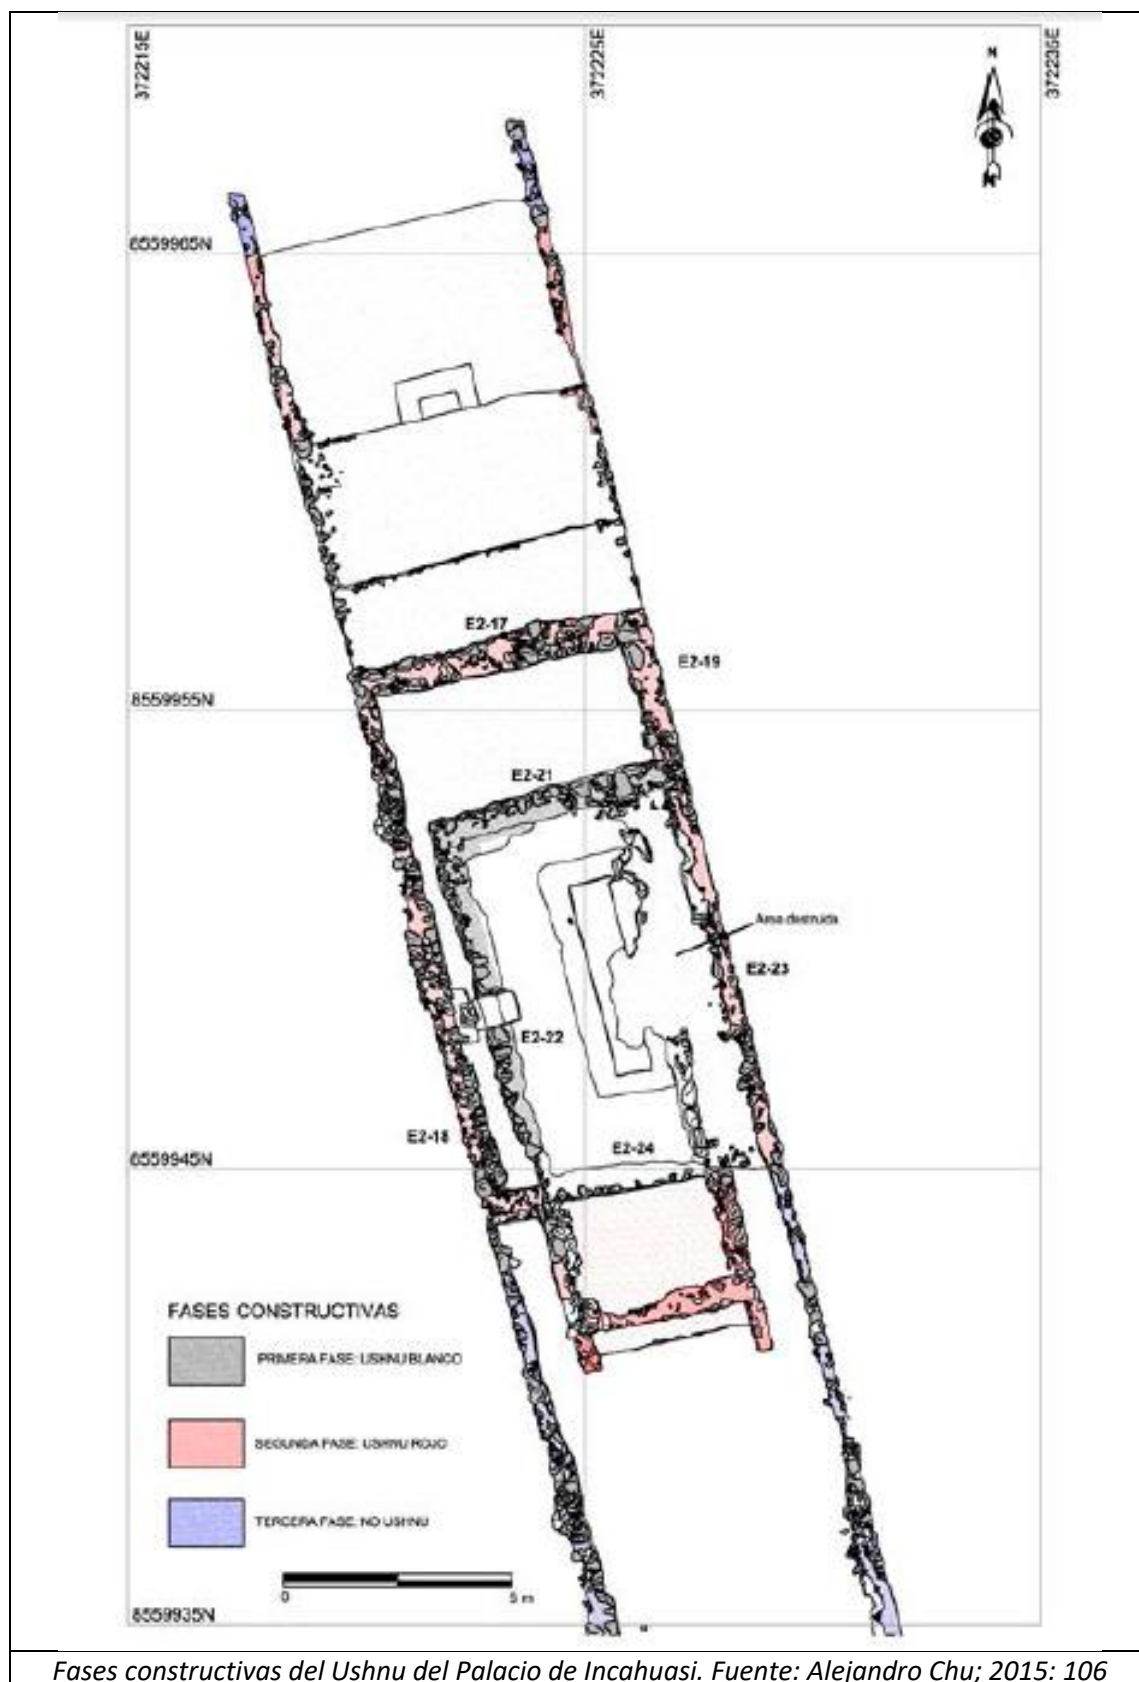 372215E
372225E
372235E
N
8559965N
E2-17
E2-19
8559955N
E2-21
Area destruida
E2-23
E2-22
E2-18
E2-24
8559945N
FASES CONSTRUCTIVAS
PRIMERA FASE: USHNU BLANCO
SEGUNDA FASE: USHNU ROJO
TERCERA FASE: NO USHNU
0
5 m
8559935N
Fases constructivas del Ushnu del Palacio de Incahuasi. Fuente: Alejandro Chu; 2015: 106